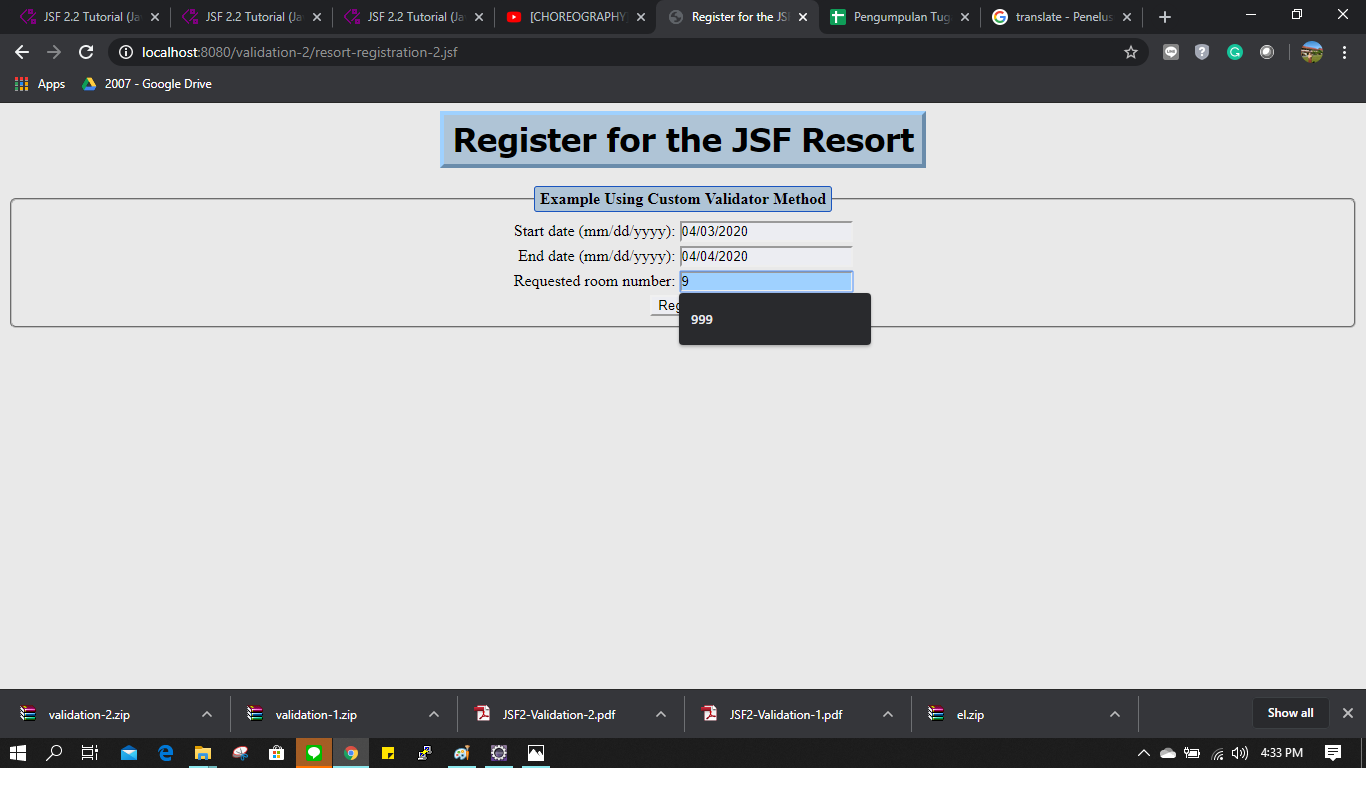 JSF 2.2 Tutorial (Ja
JSF 2.2 Tutorial (Ja
JSF 2.2 Tutorial (Ja
[CHOREOGRAPHY]
Register for the JS
Pengumpulan Tug
translate - Penelus
localhost:8080/validation-2/resort-registration-2.jsf
Apps
2007 - Google Drive
Register for the JSF Resort
Example Using Custom Validator Method
Start date (mm/dd/yyyy): 04/03/2020
End date (mm/dd/yyyy): 04/04/2020
Requested room number: 9
Reg
999
validation-2.zip
validation-1.zip
JSF2-Validation-2.pdf
JSF2-Validation-1.pdf
el.zip
Show all
4:33 PM